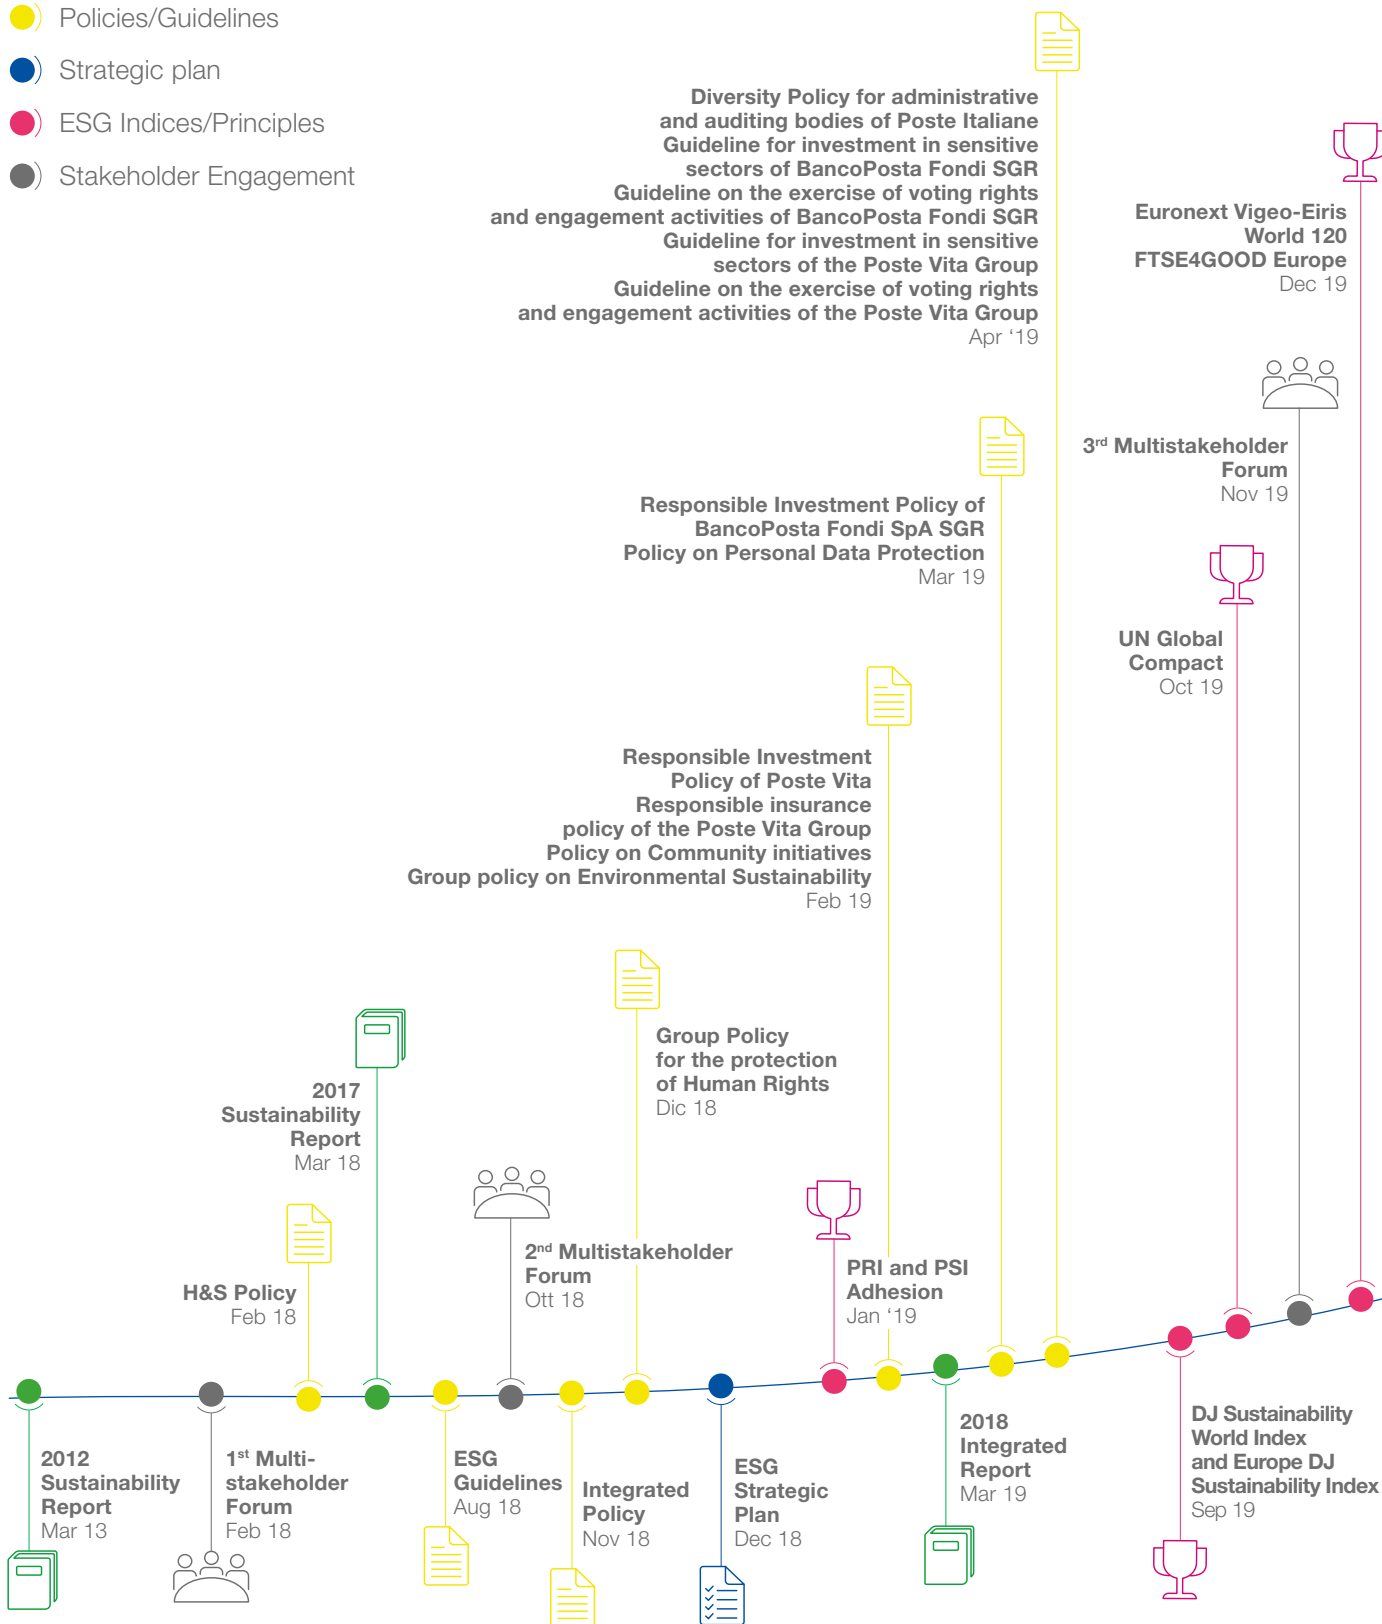 Policies/Guidelines
Strategic plan
ESG Indices/Principles
Stakeholder Engagement
Diversity Policy for administrative
and auditing bodies of Poste Italiane
Guideline for investment in sensitive
sectors of BancoPosta Fondi SGR
Guideline on the exercise of voting rights
and engagement activities of BancoPosta Fondi SGR
Guideline for investment in sensitive
sectors of the Poste Vita Group
Guideline on the exercise of voting rights
and engagement activities of the Poste Vita Group
Apr ‘19
Euronext Vigeo-Eiris
World 120
FTSE4GOOD Europe
Dec 19
3rd Multistakeholder
Forum
Nov 19
Responsible Investment Policy of
BancoPosta Fondi SpA SGR
Policy on Personal Data Protection
Mar 19
UN Global
Compact
Oct 19
Responsible Investment
Policy of Poste Vita
Responsible insurance
policy of the Poste Vita Group
Policy on Community initiatives
Group policy on Environmental Sustainability
Feb 19
Group Policy
for the protection
of Human Rights
Dic 18
2017
Sustainability
Report
Mar 18
2nd Multistakeholder
Forum
Ott 18
PRI and PSI
Adhesion
Jan ‘19
H&S Policy
Feb 18
2012
Sustainability
Report
Mar 13
1st Multi-
stakeholder
Forum
Feb 18
ESG
Guidelines
Aug 18
Integrated
Policy
Nov 18
ESG
Strategic
Plan
Dec 18
2018
Integrated
Report
Mar 19
DJ Sustainability
World Index
and Europe DJ
Sustainability Index
Sep 19